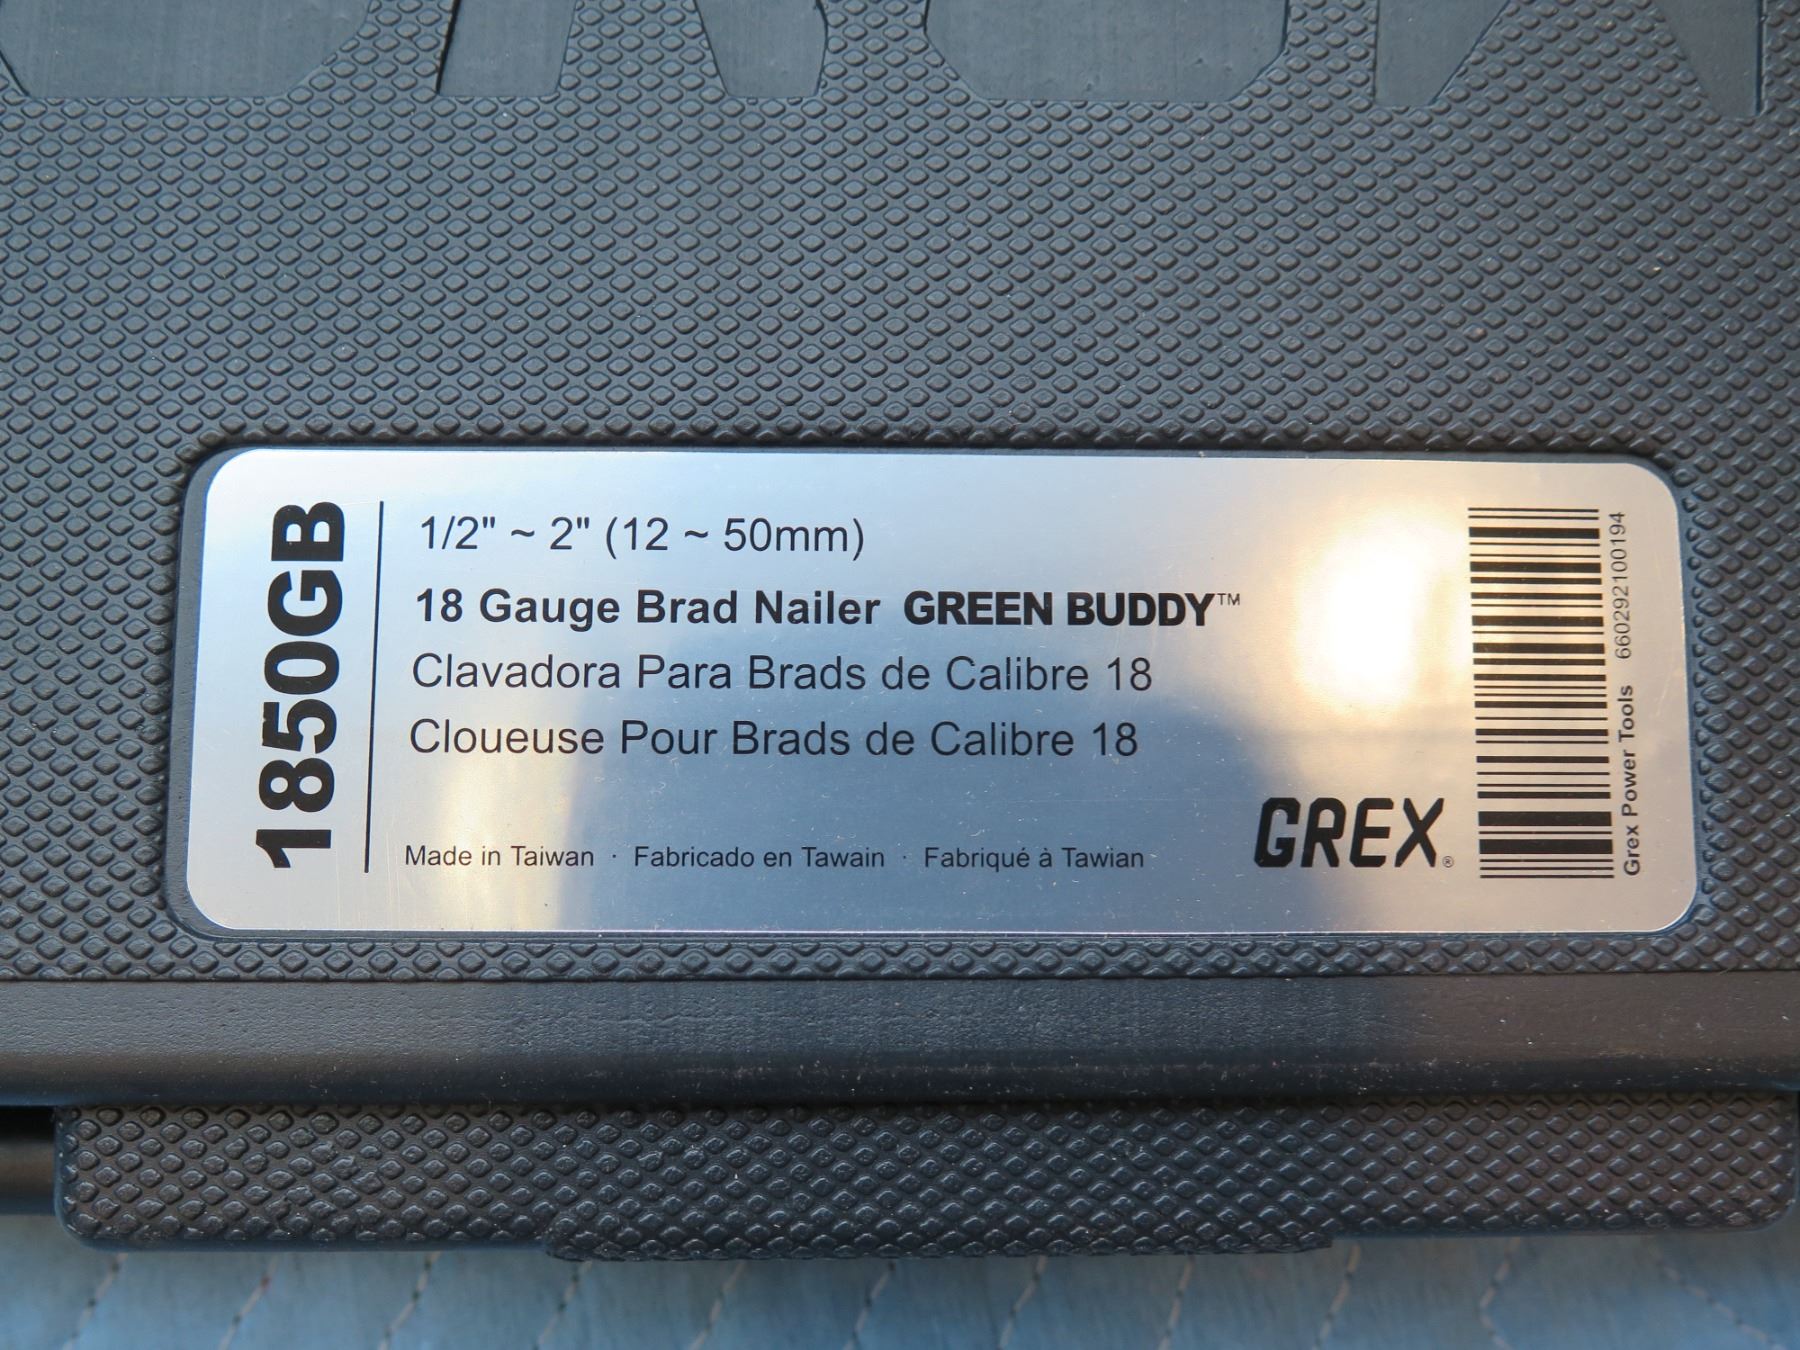 1850GB
1/2" ~ 2" (12 ~ 50mm)
18 Gauge Brad Nailer GREEN BUDDY™
Clavadora Para Brads de Calibre 18
Cloueuse Pour Brads de Calibre 18
Made in Taiwan · Fabricado en Tawain · Fabriqué à Tawian
GREX®
Grex Power Tools 660292100194